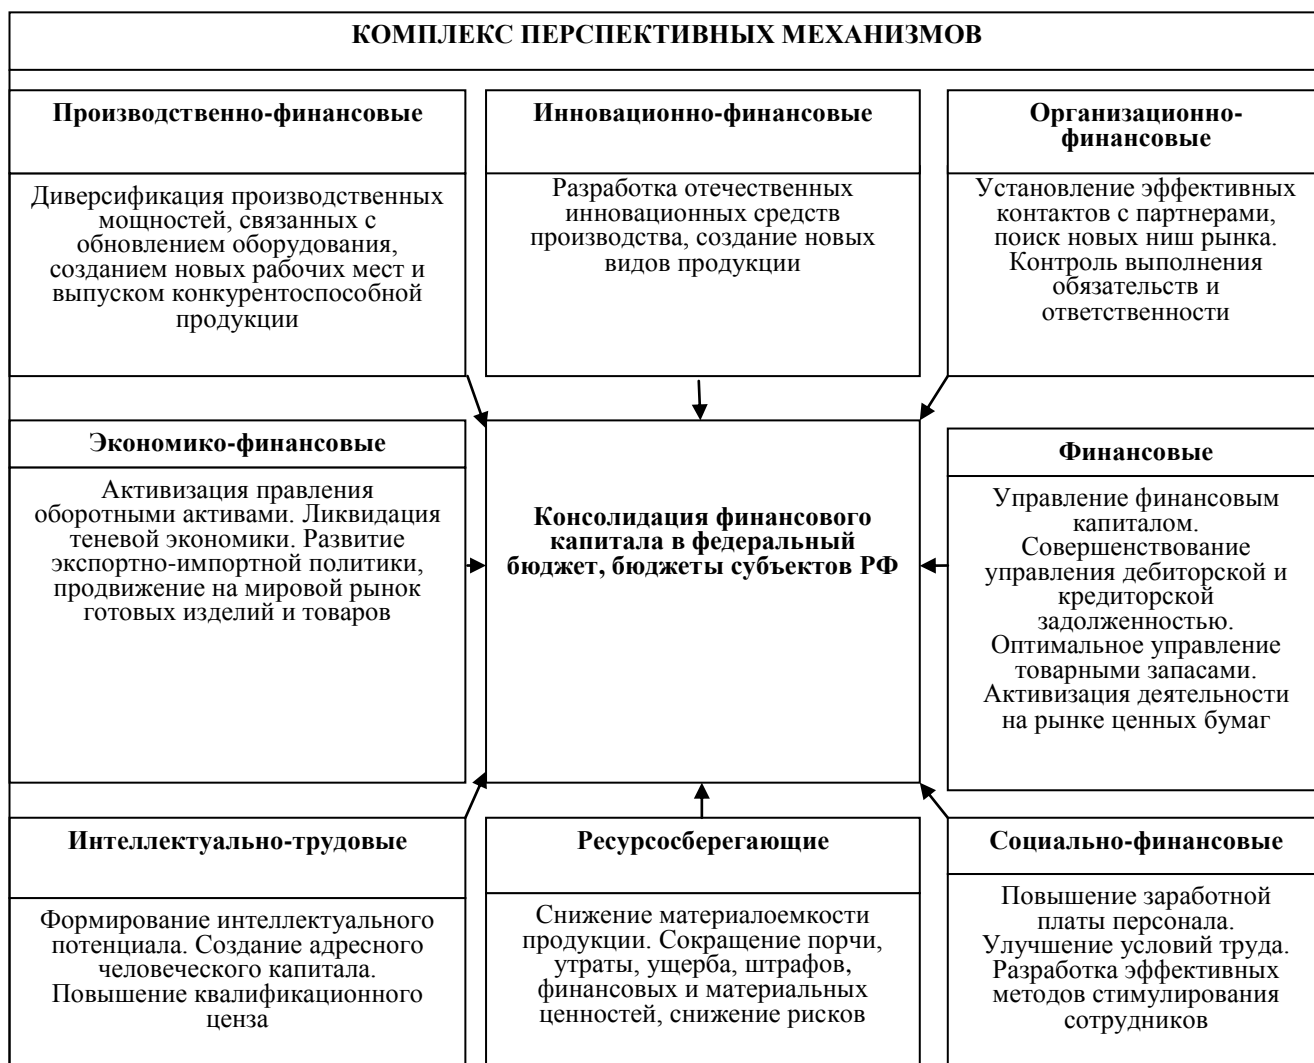 КОМПЛЕКС ПЕРСПЕКТИВНЫХ МЕХАНИЗМОВ
Производственно-финансовые
Диверсификация производственных
мощностей, связанных с
обновлением оборудования,
созданием новых рабочих мест и
выпуском конкурентоспособной
продукции
Инновационно-финансовые
Разработка отечественных
инновационных средств
производства, создание новых
видов продукции
Организационно-
финансовые
Установление эффективных
контактов с партнерами,
поиск новых ниш рынка.
Контроль выполнения
обязательств и
ответственности
Экономико-финансовые
Активизация правления
оборотными активами. Ликвидация
теневой экономики. Развитие
экспортно-импортной политики,
продвижение на мировой рынок
готовых изделий и товаров
Консолидация финансового
капитала в федеральный
бюджет, бюджеты субъектов РФ
Финансовые
Управление финансовым
капиталом.
Совершенствование
управления дебиторской и
кредиторской
задолженностью.
Оптимальное управление
товарными запасами.
Активизация деятельности
на рынке ценных бумаг
Интеллектуально-трудовые
Формирование интеллектуального
потенциала. Создание адресного
человеческого капитала.
Повышение квалификационного
ценза
Ресурсосберегающие
Снижение материалоемкости
продукции. Сокращение порчи,
утраты, ущерба, штрафов,
финансовых и материальных
ценностей, снижение рисков
Социально-финансовые
Повышение заработной
платы персонала.
Улучшение условий труда.
Разработка эффективных
методов стимулирования
сотрудников